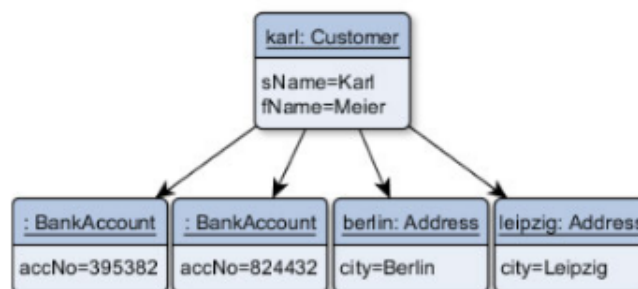 karl: Customer
sName=Karl
fName=Meier
: BankAccount
accNo=395382
: BankAccount
accNo=824432
berlin: Address
city=Berlin
leipzig: Address
city=Leipzig